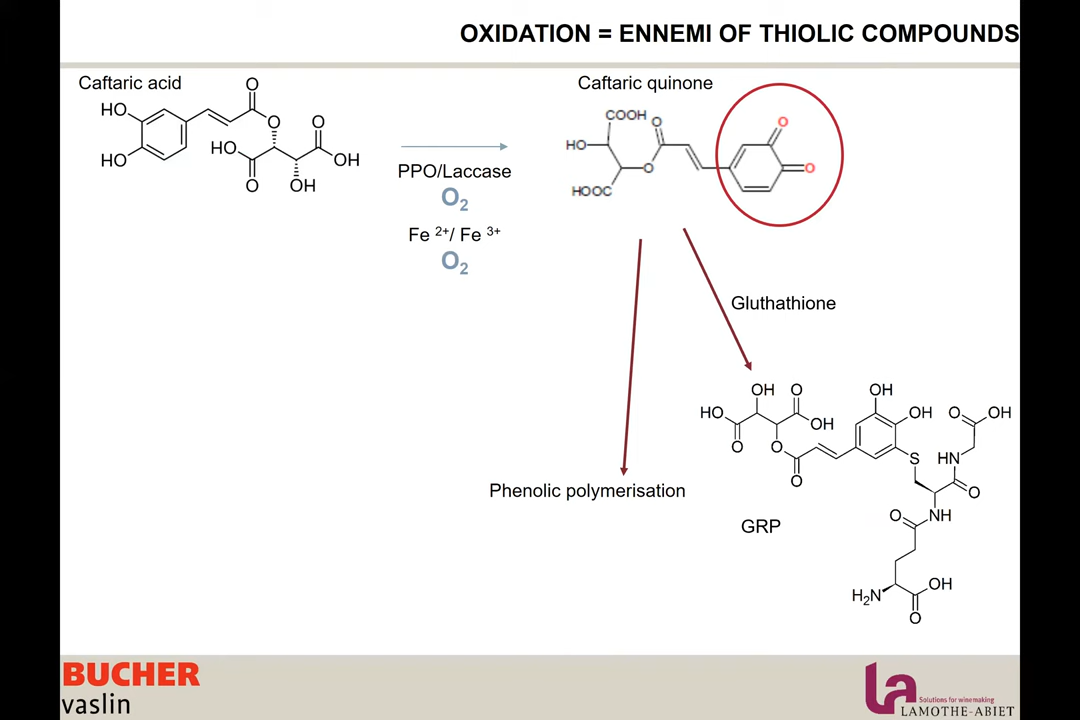 OXIDATION = ENNEMI OF THIOLIC COMPOUNDS
Caftaric acid
HO
HO
O
O
HO
O
O
OH
OH
PPO/Laccase
O2
Fe 2+/ Fe 3+
O2
Caftaric quinone
COOH
O
HO
O
HOOC
O
O
Gluthathione
Phenolic polymerisation
GRP
OH
O
HO
O
OH
O
O
OH
OH
S
O
OH
HN
O
O
NH
H2N
OH
O
BUCHER
vaslin
la
Solutions for winemaking
LAMOTHE-ABIET